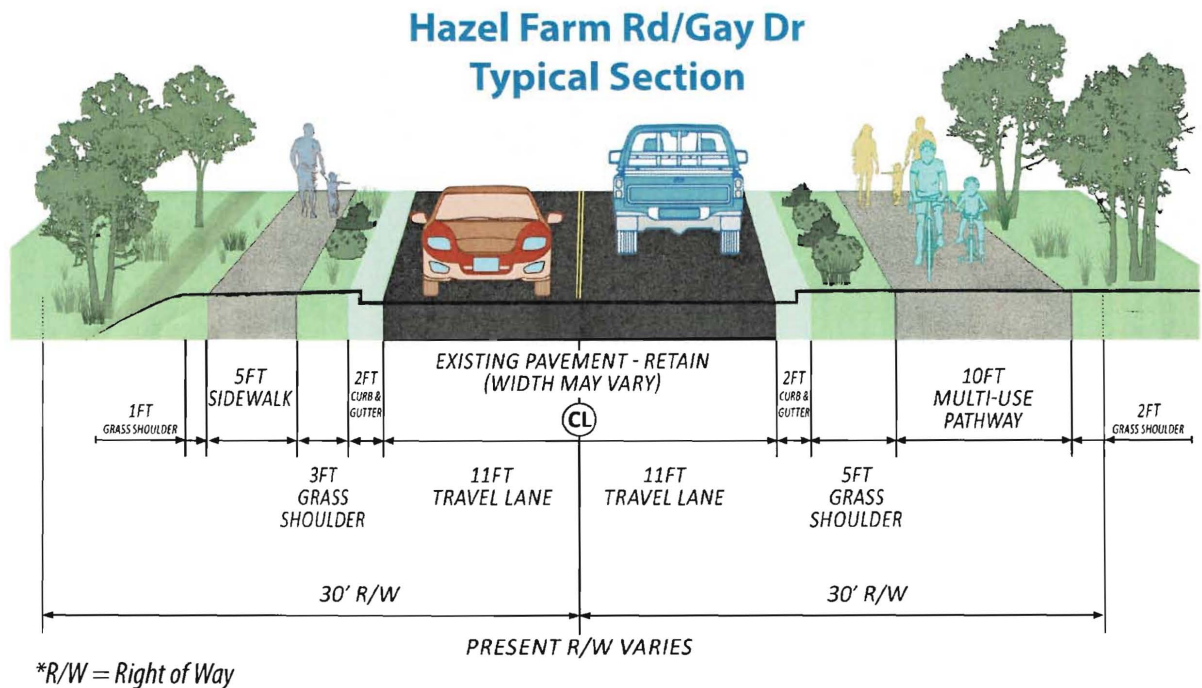 Hazel Farm Rd/Gay Dr
Typical Section
1FT
GRASS SHOULDER
5FT
SIDEWALK
3FT
GRASS
SHOULDER
2FT
CURB &
GUTTER
EXISTING PAVEMENT - RETAIN
(WIDTH MAY VARY)
CL
11FT
TRAVEL LANE
11FT
TRAVEL LANE
2FT
CURB &
GUTTER
5FT
GRASS
SHOULDER
10FT
MULTI-USE
PATHWAY
2FT
GRASS SHOULDER
30' R/W
30' R/W
PRESENT R/W VARIES
*R/W = Right of Way